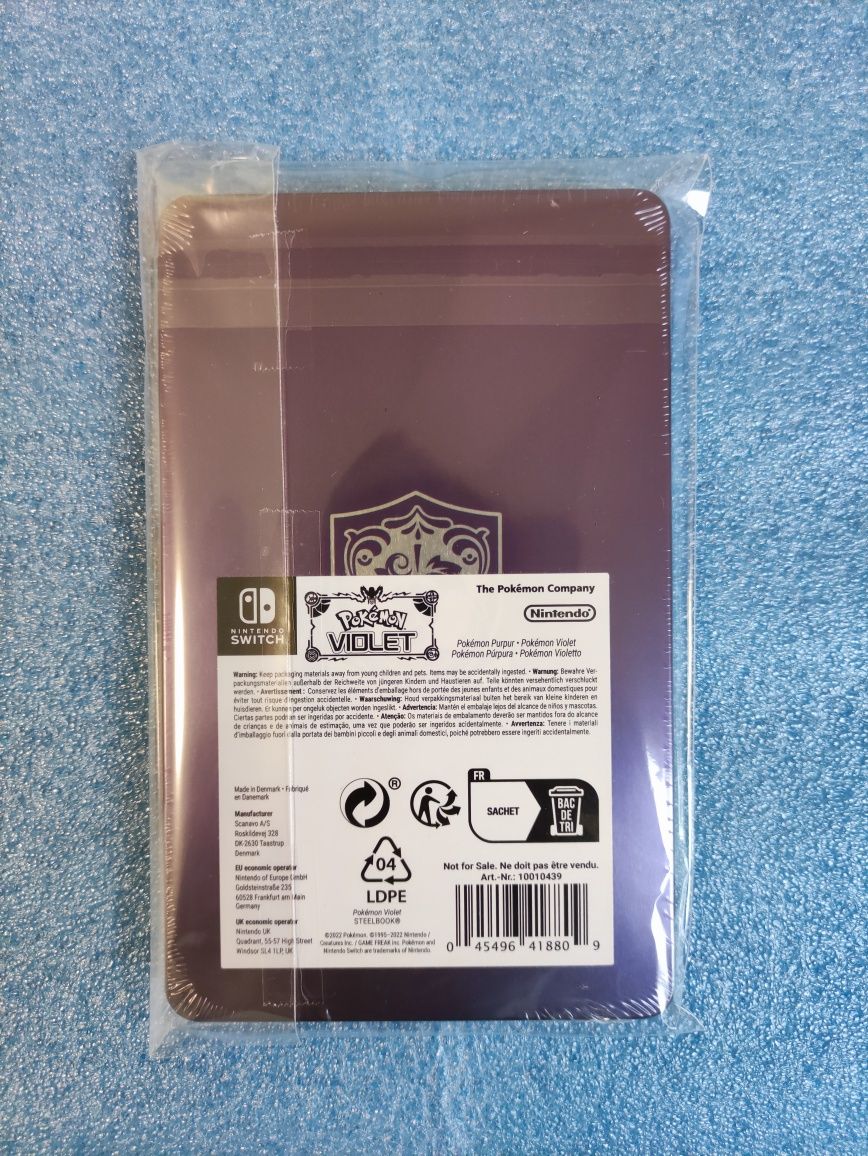 NINTENDO
SWITCH
POKÉMON
VIOLET
The Pokémon Company
Nintendo
Pokémon Purpur • Pokémon Violet
Pokémon Púrpura • Pokémon Violetto
Warning: Keep packaging materials away from young children and pets. Items may be accidentally ingested. • Warnung: Bewahre Ver-
packungsmaterialien außerhalb der Reichweite von jüngeren Kindern und Haustieren auf. Teile könnten versehentlich verschluckt
werden. • Avertissement : Conservez les éléments d'emballage hors de portée des jeunes enfants et des animaux domestiques pour
éviter tout risque d'ingestion accidentelle. • Waarschuwing: Houd verpakkingsmateriaal buiten het bereik van kleine kinderen en
huisdieren. Er kunnen per ongeluk objecten worden ingeslikt. • Advertencia: Mantén el embalaje lejos del alcance de niños y mascotas.
Ciertas partes podrían ser ingeridas por accidente. • Atenção: Os materiais de embalamento deverão ser mantidos fora do alcance
de crianças e de animais de estimação, uma vez que poderão ser ingeridos acidentalmente. • Avvertenza: Tenere i materiali
d'imballaggio fuori dalla portata dei bambini piccoli e degli animali domestici, poiché potrebbero essere ingeriti accidentalmente.
Made in Denmark • Fabriqué
en Danemark
Manufacturer
Scanavo A/S
Roskildevej 328
DK-2630 Taastrup
Denmark
EU economic operator
Nintendo of Europe GmbH
Goldsteinstraße 235
60528 Frankfurt am Main
Germany
UK economic operator
Nintendo UK
Quadrant, 55-57 High Street
Windsor SL4 1LP, UK
®
FR
SACHET
BAC
DE
TRI
04
LDPE
Pokémon Violet
STEELBOOK®
©2022 Pokémon. ©1995–2022 Nintendo /
Creatures Inc. / GAME FREAK inc. Pokémon and
Nintendo Switch are trademarks of Nintendo.
Not for Sale. Ne doit pas être vendu.
Art.-Nr.: 10010439
0 45496 41880 9